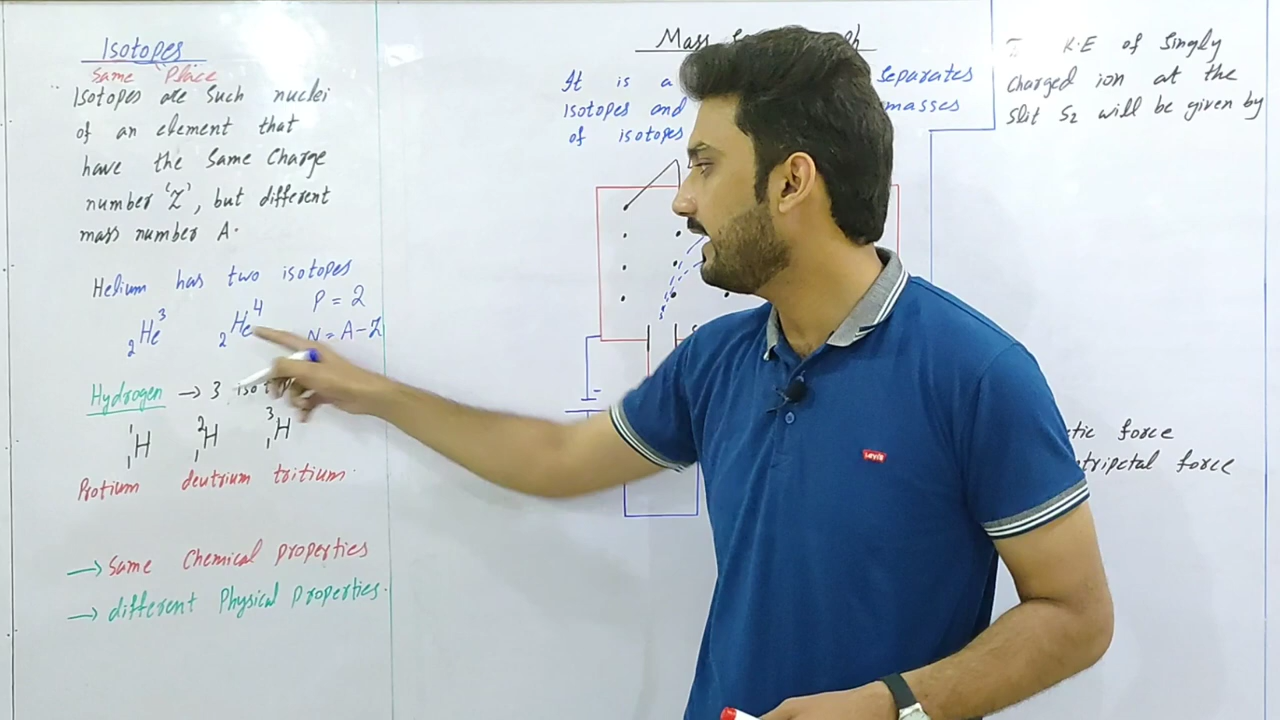 Isotopes
Same Place
Isotopes are Such nuclei
of an element that
have the Same Charge
number 'Z', but different
mass number A.
Helium has two isotopes
₂He³ ₂He⁴ P = 2
N = A-Z
Hydrogen → 3 isot
¹₁H ²₁H ³₁H
Protium deutrium tritium.
→ Same Chemical properties
→ different Physical Properties.
Mass
It is a Separates
isotopes and masses
of isotopes
K.E of Singly
Charged ion at the
Slit S₂ will be given by
tic force
ntripetal force
Levi's